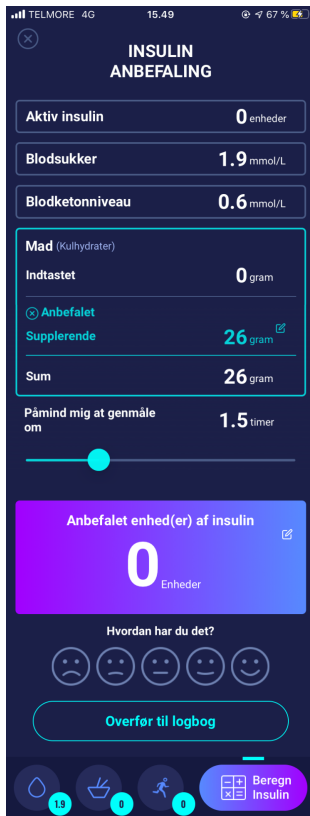 TELMORE 4G 15.49 67 %
INSULIN
ANBEFALING
Aktiv insulin 0 enheder
Blodsukker 1.9 mmol/L
Blodketonniveau 0.6 mmol/L
Mad (Kulhydrater)
Indtastet 0 gram
Anbefalet
Supplerende 26 gram
Sum 26 gram
Påmind mig at genmåle
om 1.5 timer
Anbefalet enhed(er) af insulin
0 Enheder
Hvordan har du det?
Overfør til logbog
1.9 0 0 Beregn
Insulin